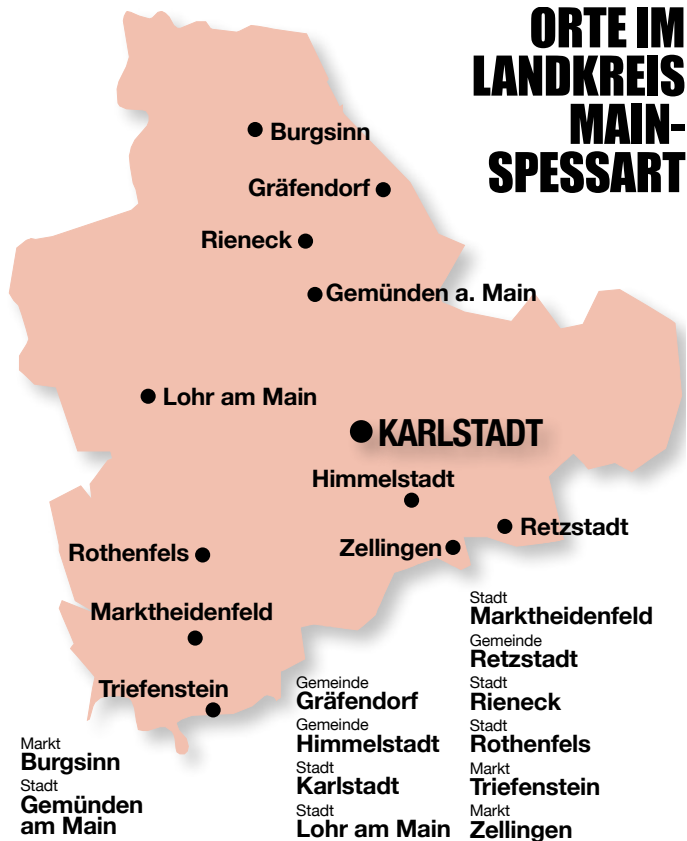 ORTE IM
LANDKREIS
MAIN-
SPESSART
Burgsinn
Gräfendorf
Rieneck
Gemünden a. Main
Lohr am Main
KARLSTADT
Himmelstadt
Retzstadt
Zellingen
Rothenfels
Marktheidenfeld
Triefenstein
Markt
Burgsinn
Stadt
Gemünden
am Main
Gemeinde
Gräfendorf
Gemeinde
Himmelstadt
Stadt
Karlstadt
Stadt
Lohr am Main
Stadt
Marktheidenfeld
Gemeinde
Retzstadt
Stadt
Rieneck
Stadt
Rothenfels
Markt
Triefenstein
Markt
Zellingen